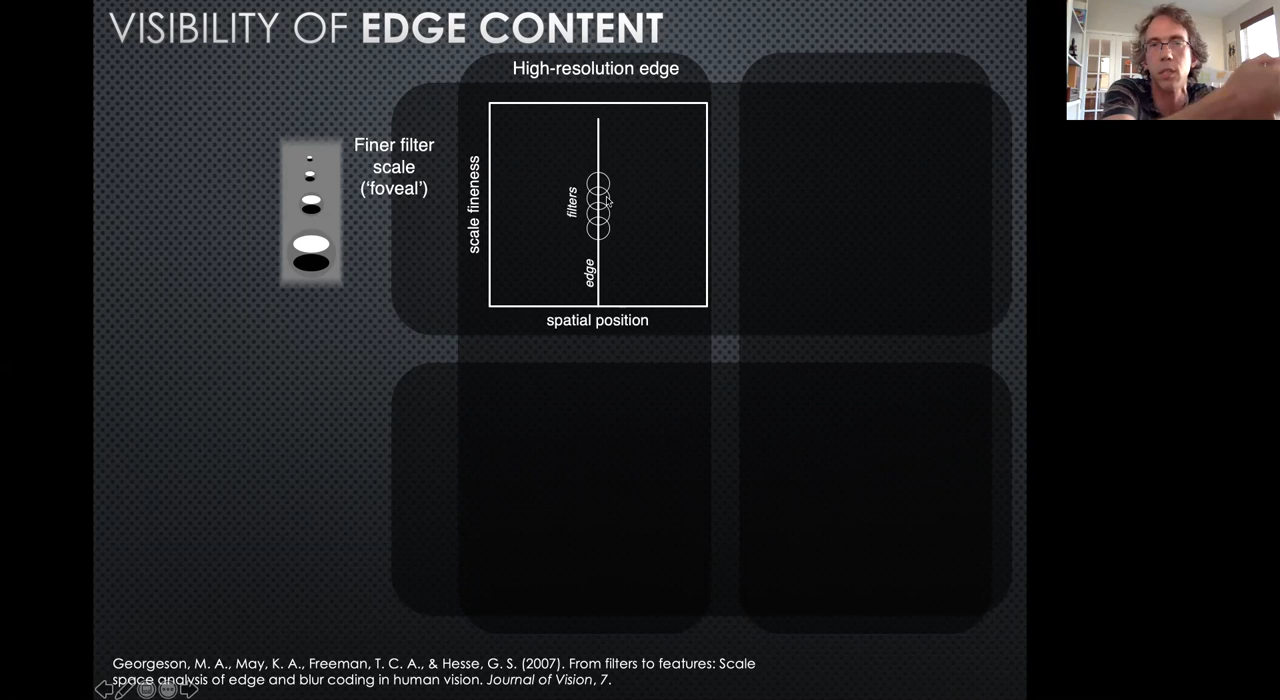 VISIBILITY OF EDGE CONTENT
High-resolution edge
Finer filter
scale
(‘foveal’)
scale fineness
filters
edge
spatial position
Georgeson, M. A., May, K. A., Freeman, T. C. A., & Hesse, G. S. (2007). From filters to features: Scale
space analysis of edge and blur coding in human vision. Journal of Vision, 7.